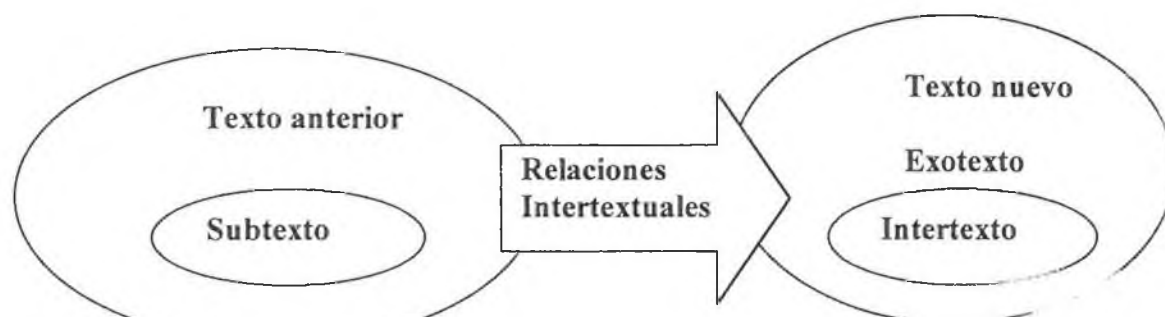 Texto anterior
Subtexto
Relaciones
Intertextuales
Texto nuevo
Exotexto
Intertexto